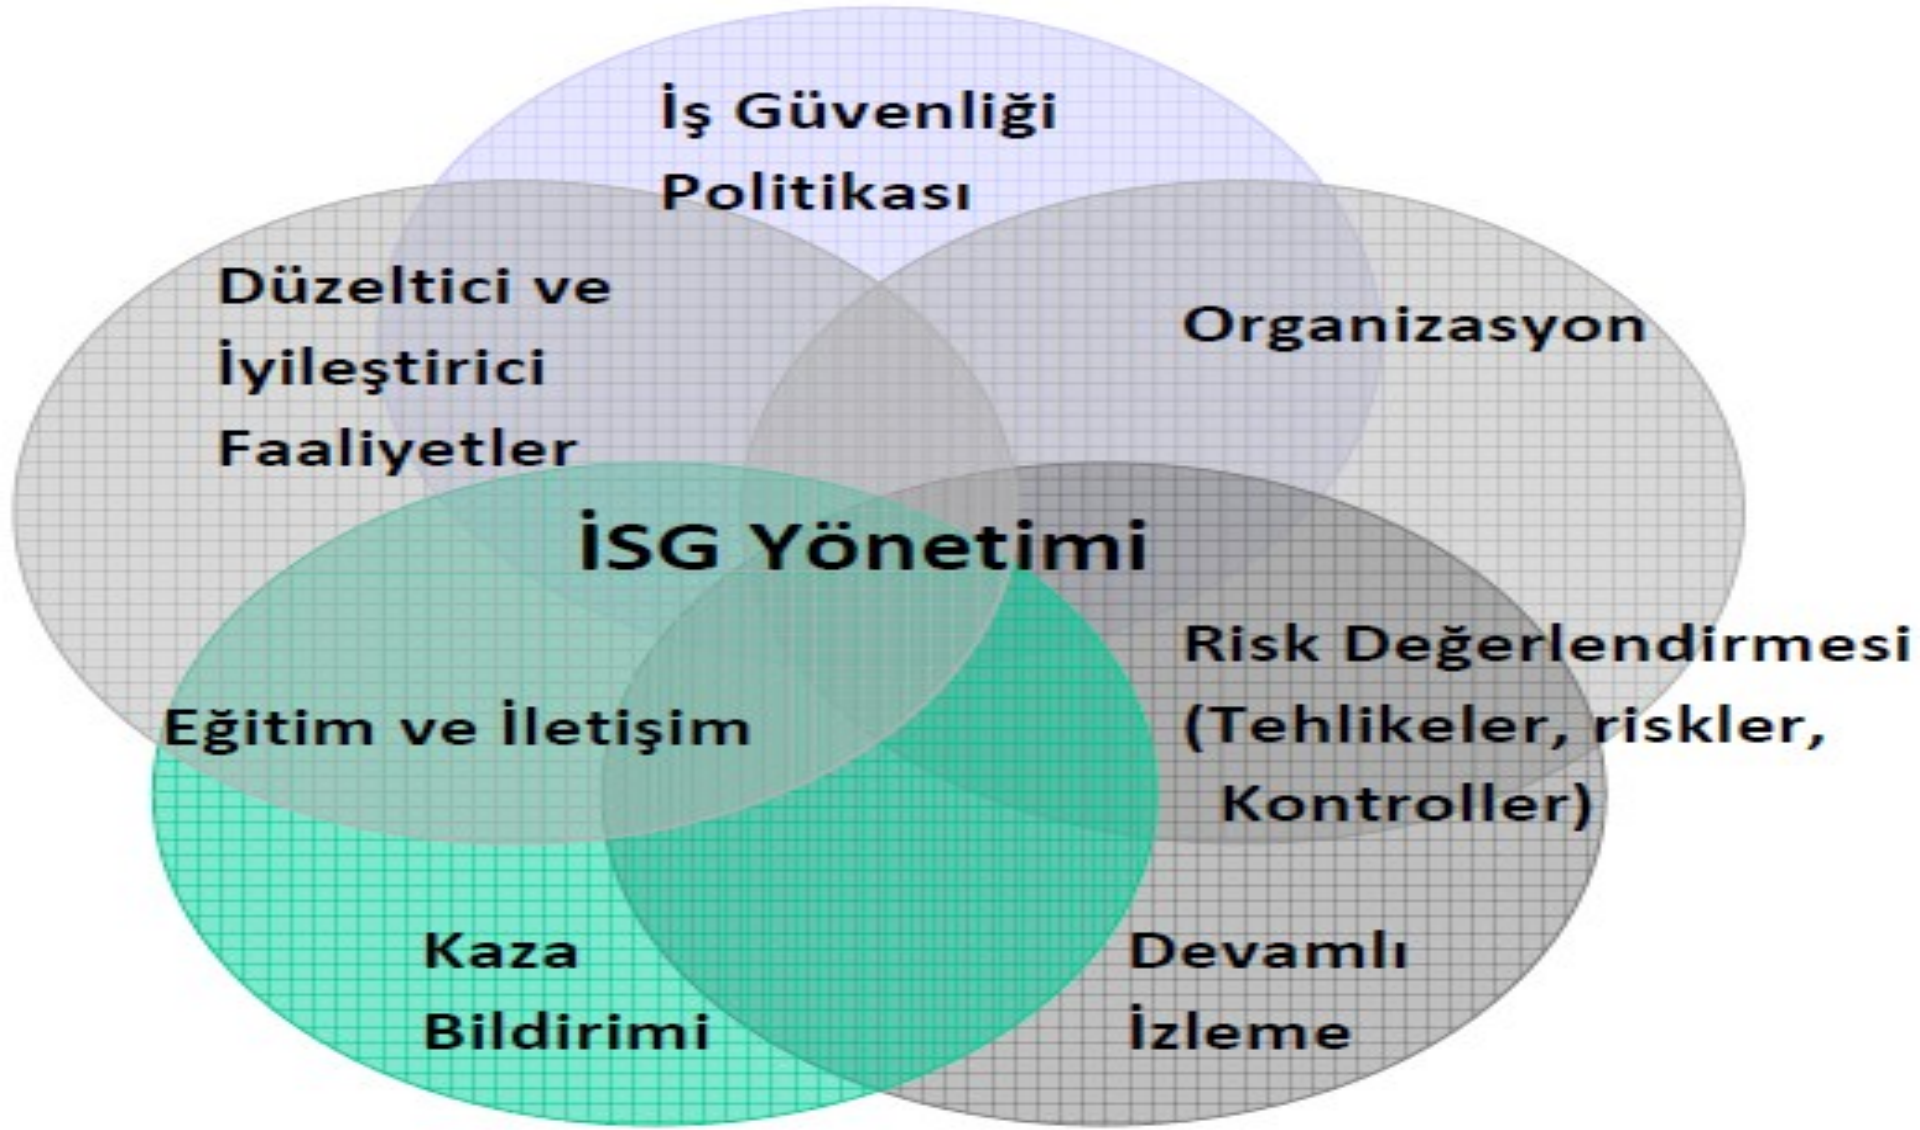 İş Güvenliği
Politikası
Düzeltici ve
İyileştirici
Faaliyetler
Organizasyon
İSG Yönetimi
Risk Değerlendirmesi
(Tehlikeler, riskler,
Kontroller)
Eğitim ve İletişim
Kaza
Bildirimi
Devamlı
İzleme